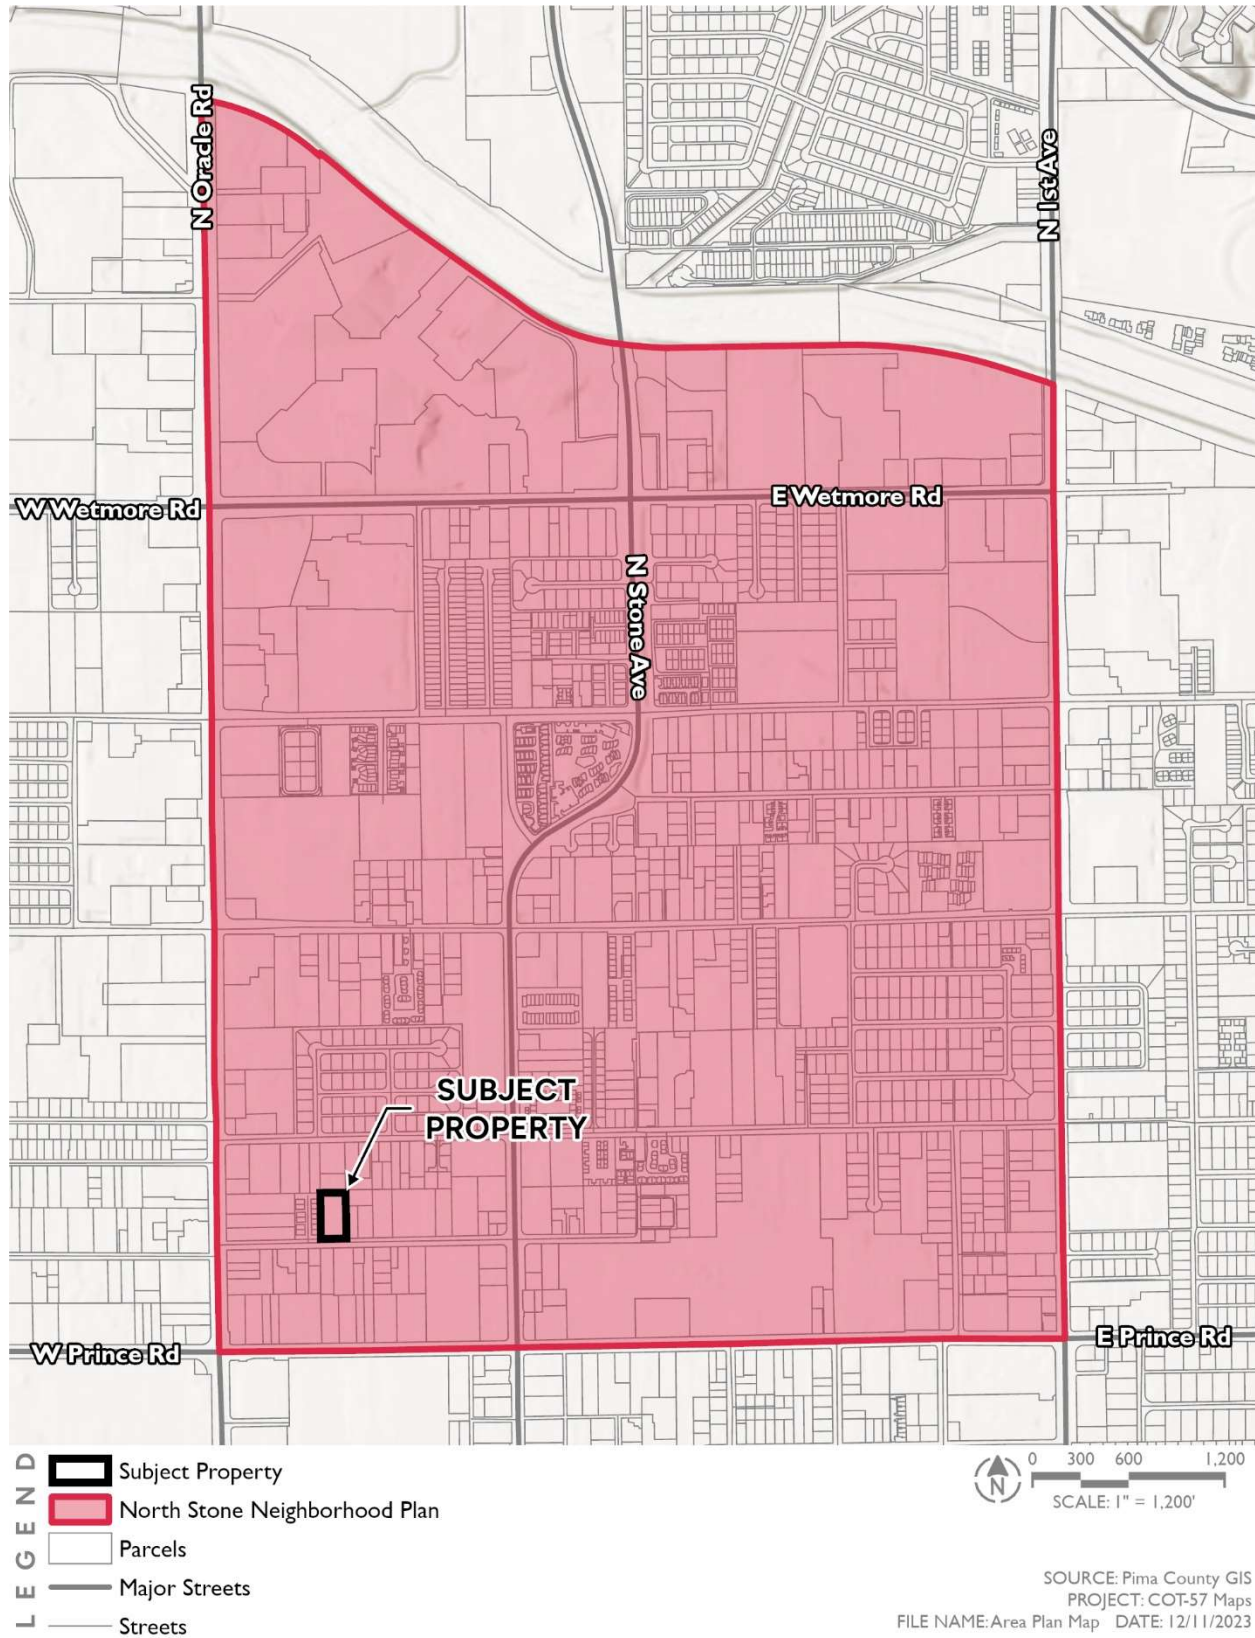 N Oracle Rd
N 1st Ave
W Wetmore Rd
E Wetmore Rd
N Stone Ave
SUBJECT
PROPERTY
W Prince Rd
E Prince Rd
LEGEND
Subject Property
North Stone Neighborhood Plan
Parcels
Major Streets
Streets
N
0 300 600 1,200
SCALE: 1" = 1,200'
SOURCE: Pima County GIS
PROJECT: COT-57 Maps
FILE NAME: Area Plan Map DATE: 12/11/2023